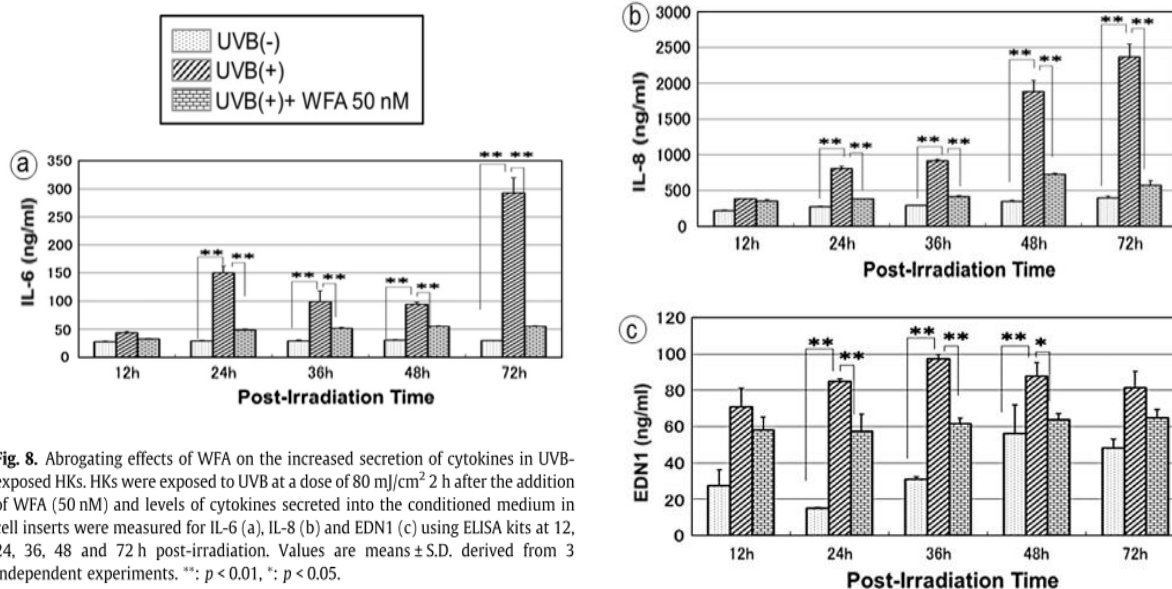 UVB(-)
UVB(+)
UVB(+)+ WFA 50 nM
a
IL-6 (ng/ml)
350
300
250
200
150
100
50
0
** **
** **
** **
** **
12h 24h 36h 48h 72h
Post-Irradiation Time
b
IL-8 (ng/ml)
3000
2500
2000
1500
1000
500
0
** **
** **
** **
** **
12h 24h 36h 48h 72h
Post-Irradiation Time
c
EDN1 (ng/ml)
120
100
80
60
40
20
0
** **
** **
** *
12h 24h 36h 48h 72h
Post-Irradiation Time
Fig. 8. Abrogating effects of WFA on the increased secretion of cytokines in UVB-
exposed HKs. HKs were exposed to UVB at a dose of 80 mJ/cm² 2 h after the addition
of WFA (50 nM) and levels of cytokines secreted into the conditioned medium in
cell inserts were measured for IL-6 (a), IL-8 (b) and EDN1 (c) using ELISA kits at 12,
24, 36, 48 and 72 h post-irradiation. Values are means ± S.D. derived from 3
independent experiments. **: p < 0.01, *: p < 0.05.